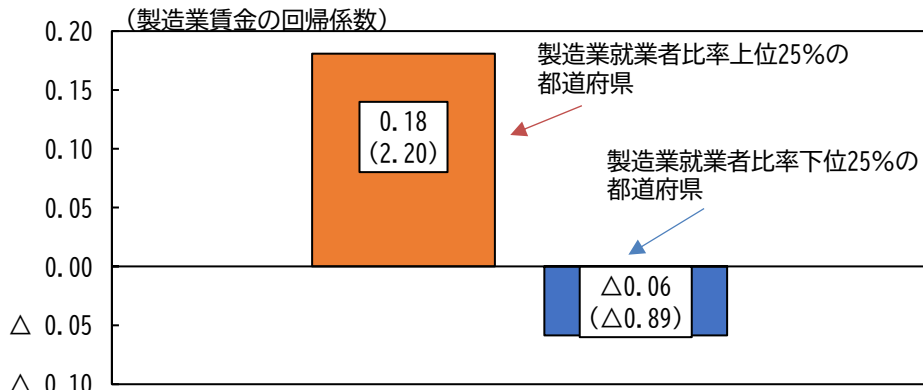 （製造業賃金の回帰係数）
0.20
0.15
0.10
0.05
0.00
△ 0.05
△ 0.10
製造業就業者比率上位25%の
都道府県
0.18
(2.20)
製造業就業者比率下位25%の
都道府県
△0.06
(△0.89)